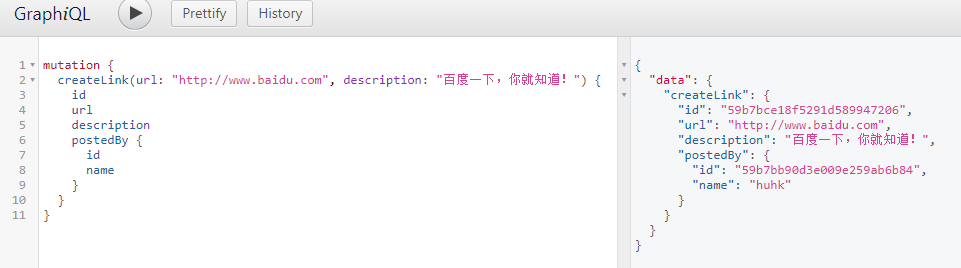 GraphiQL Prettify History
1 mutation {
2 createLink(url: "http://www.baidu.com", description: "百度一下，你就知道！") {
3 id
4 url
5 description
6 postedBy {
7 id
8 name
9 }
10 }
11 }
{
"data": {
"createLink": {
"id": "59b7bce18f5291d589947206",
"url": "http://www.baidu.com",
"description": "百度一下，你就知道！",
"postedBy": {
"id": "59b7bb90d3e009e259ab6b84",
"name": "huhk"
}
}
}
}